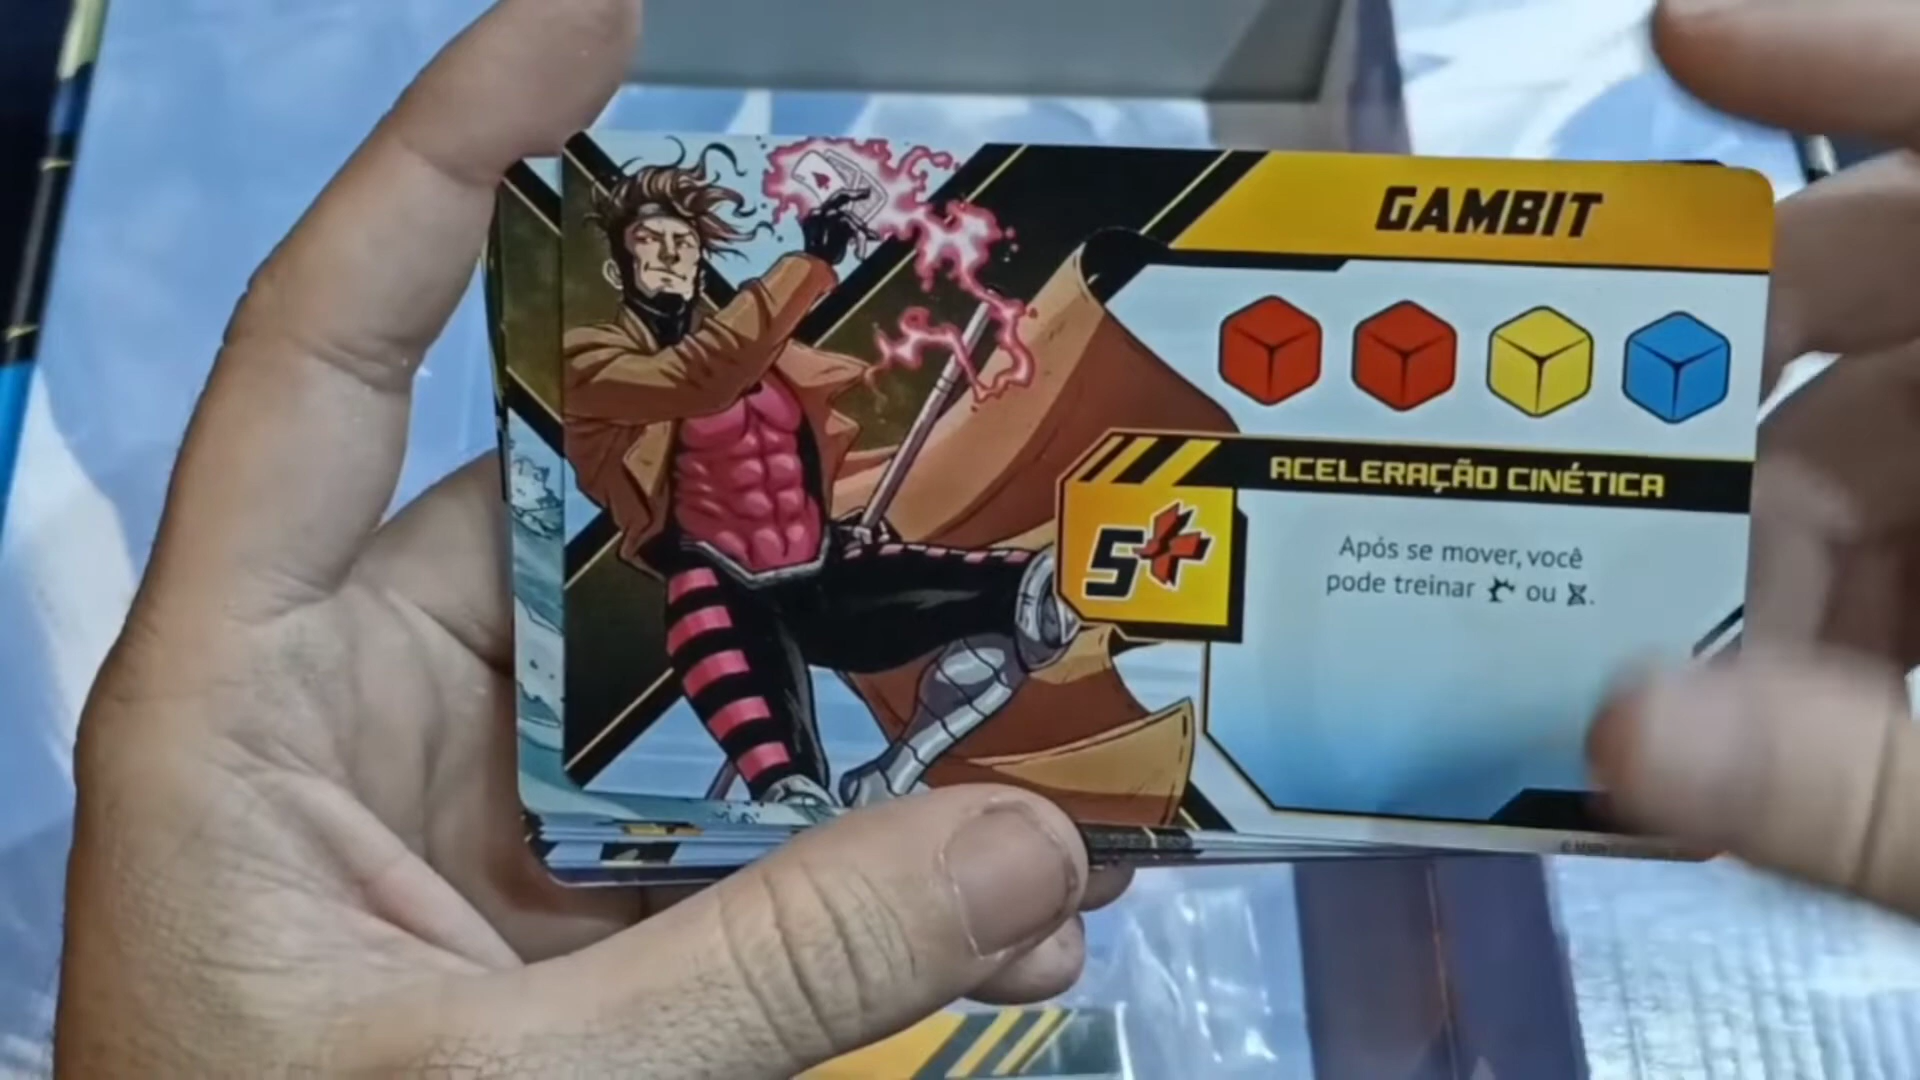 GAMBIT
ACELERAÇÃO CINÉTICA
5
Após se mover, você
pode treinar ou .